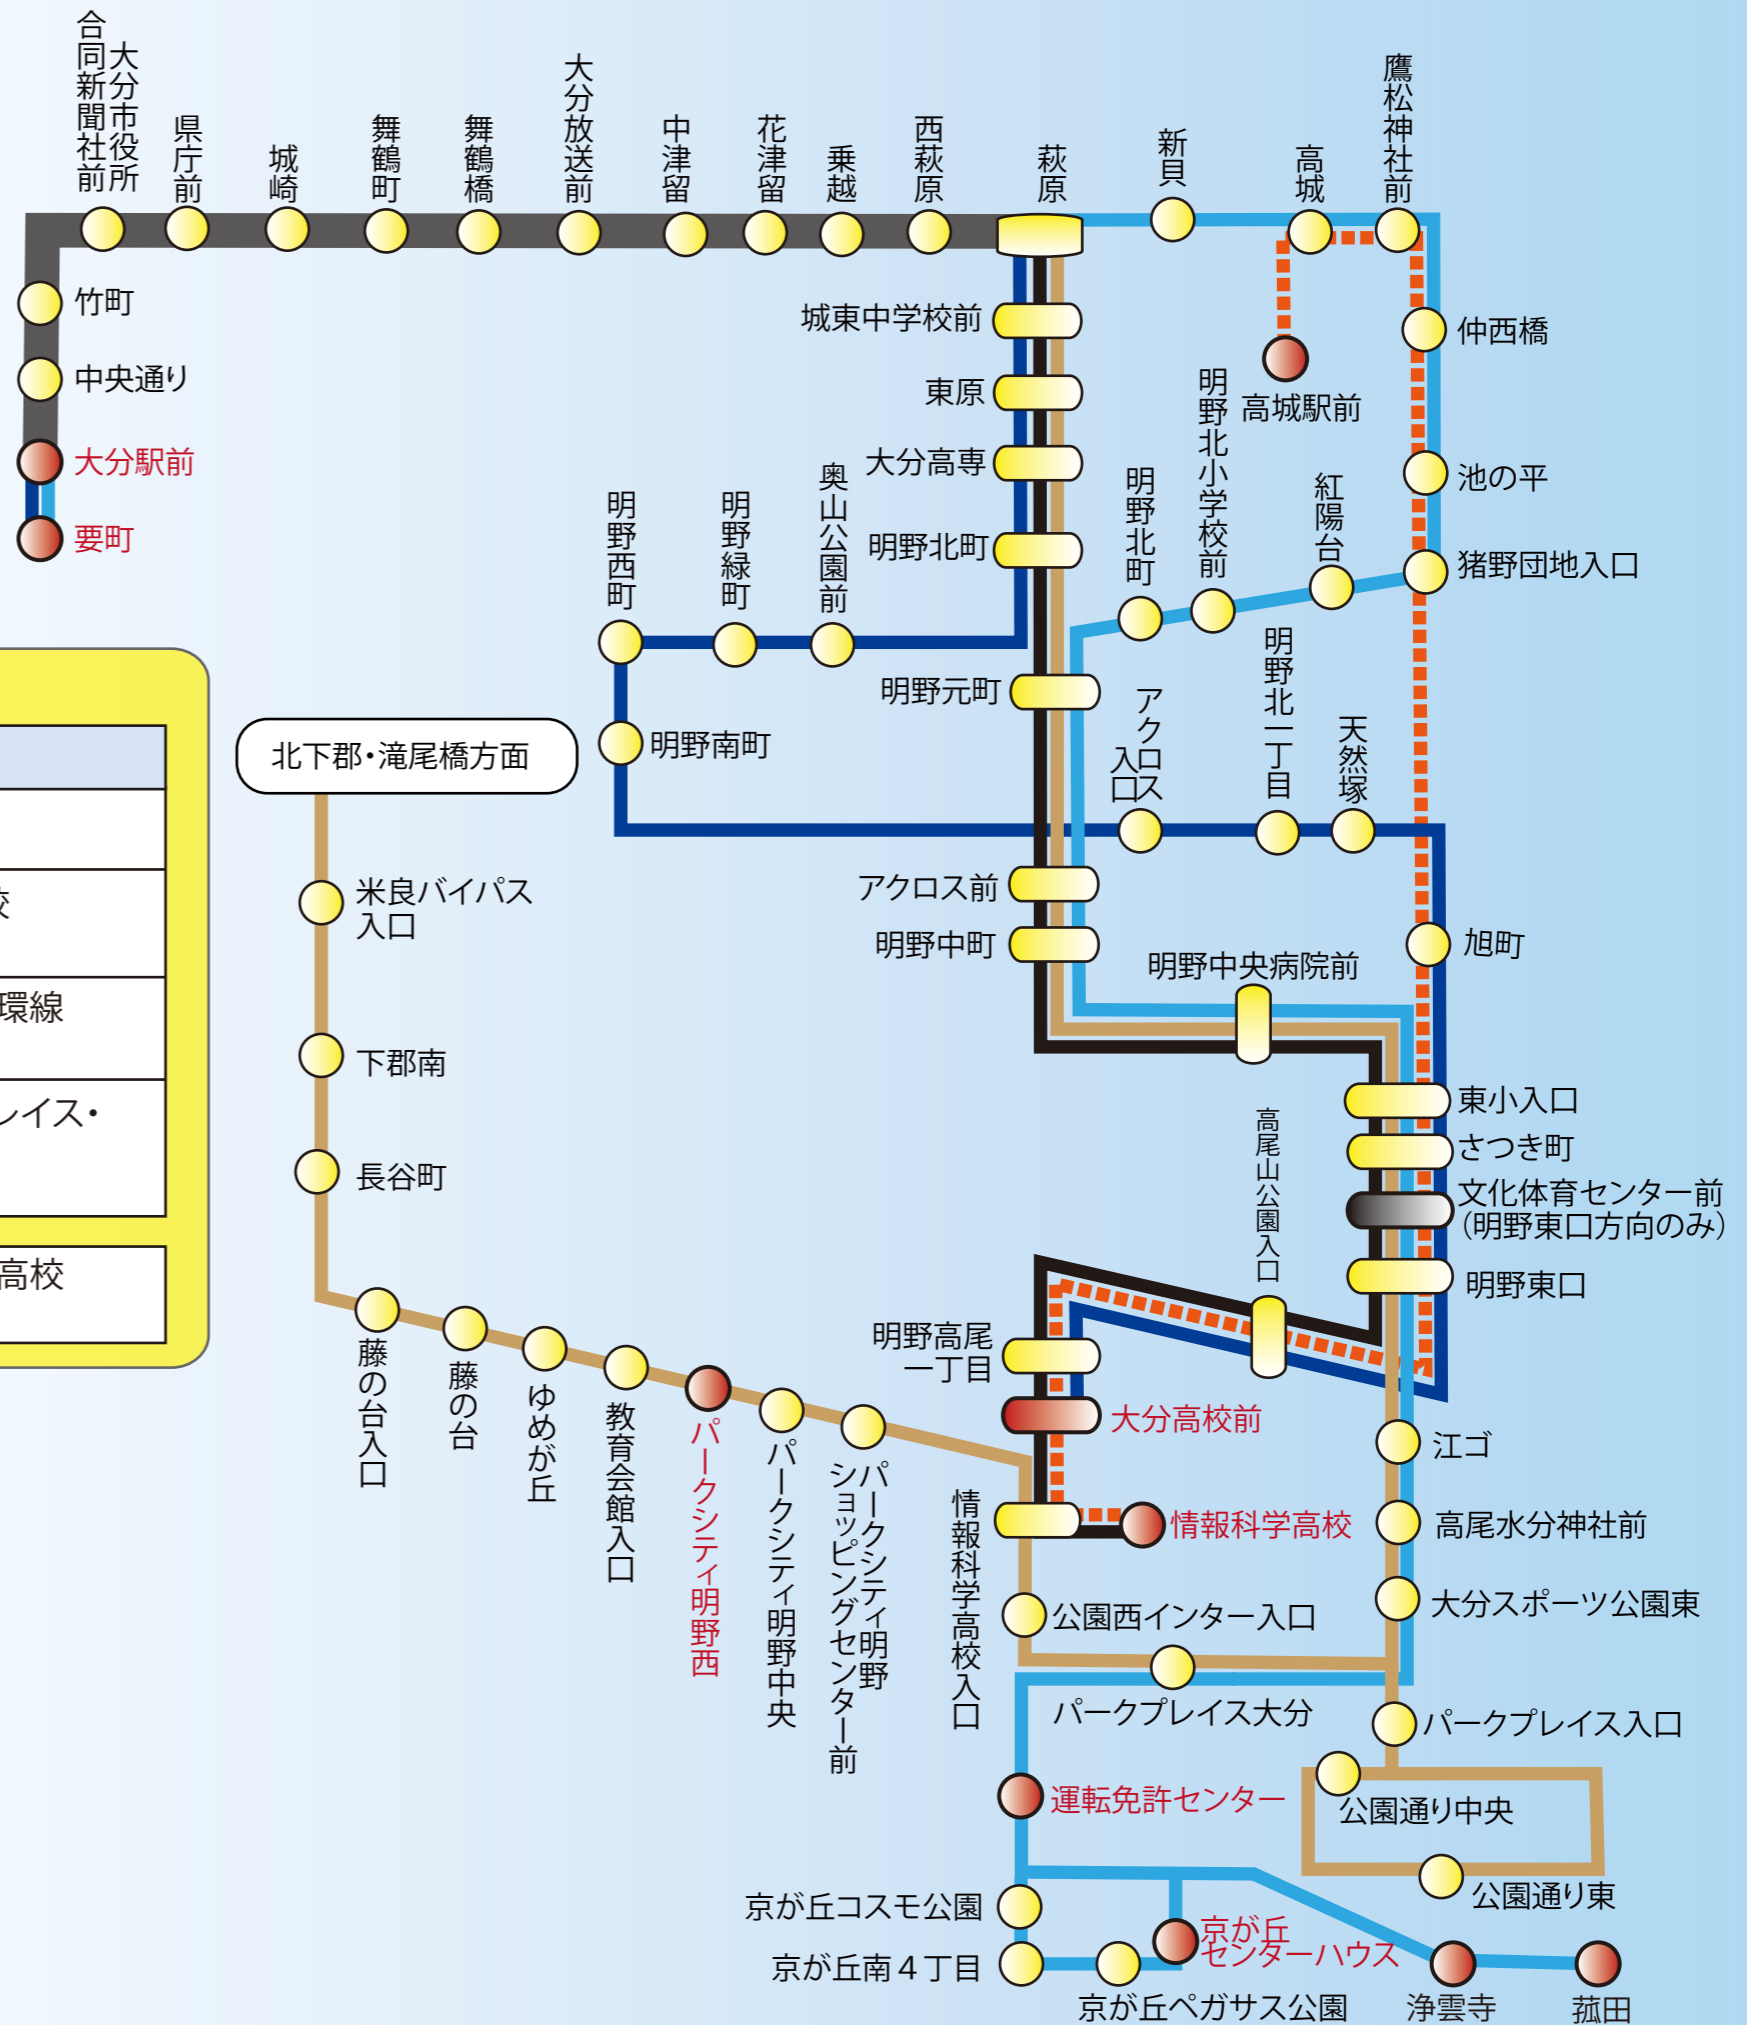 合同新聞社前
大分市役所
県庁前
城崎
舞鶴町
舞鶴橋
大分放送前
中津留
花津留
乗越
西萩原
萩原
新貝
高城
鷹松神社前
竹町
中央通り
大分駅前
要町
城東中学校前
東原
大分高専
明野北町
仲西橋
高城駅前
池の平
猪野団地入口
明野西町
明野緑町
奥山公園前
明野北町
明野北小学校前
紅陽台
明野元町
アクロス
入口
明野北一丁目
天然塚
明野南町
北下郡・滝尾橋方面
校
環線
レイス・
高校
米良バイパス
入口
下郡南
長谷町
アクロス前
明野中町
明野中央病院前
旭町
東小入口
さつき町
文化体育センター前
(明野東口方向のみ)
明野東口
高尾山公園入口
明野高尾
一丁目
大分高校前
江ゴ
藤の台入口
藤の台
ゆめが丘
教育会館入口
パークシティ明野西
パークシティ明野中央
パークシティ明野
ショッピングセンター前
情報科学高校入口
情報科学高校
高尾水分神社前
公園西インター入口
大分スポーツ公園東
パークプレイス大分
パークプレイス入口
運転免許センター
公園通り中央
公園通り東
京が丘コスモ公園
京が丘南4丁目
京が丘
センターハウス
京が丘ペガサス公園
浄雲寺
菰田